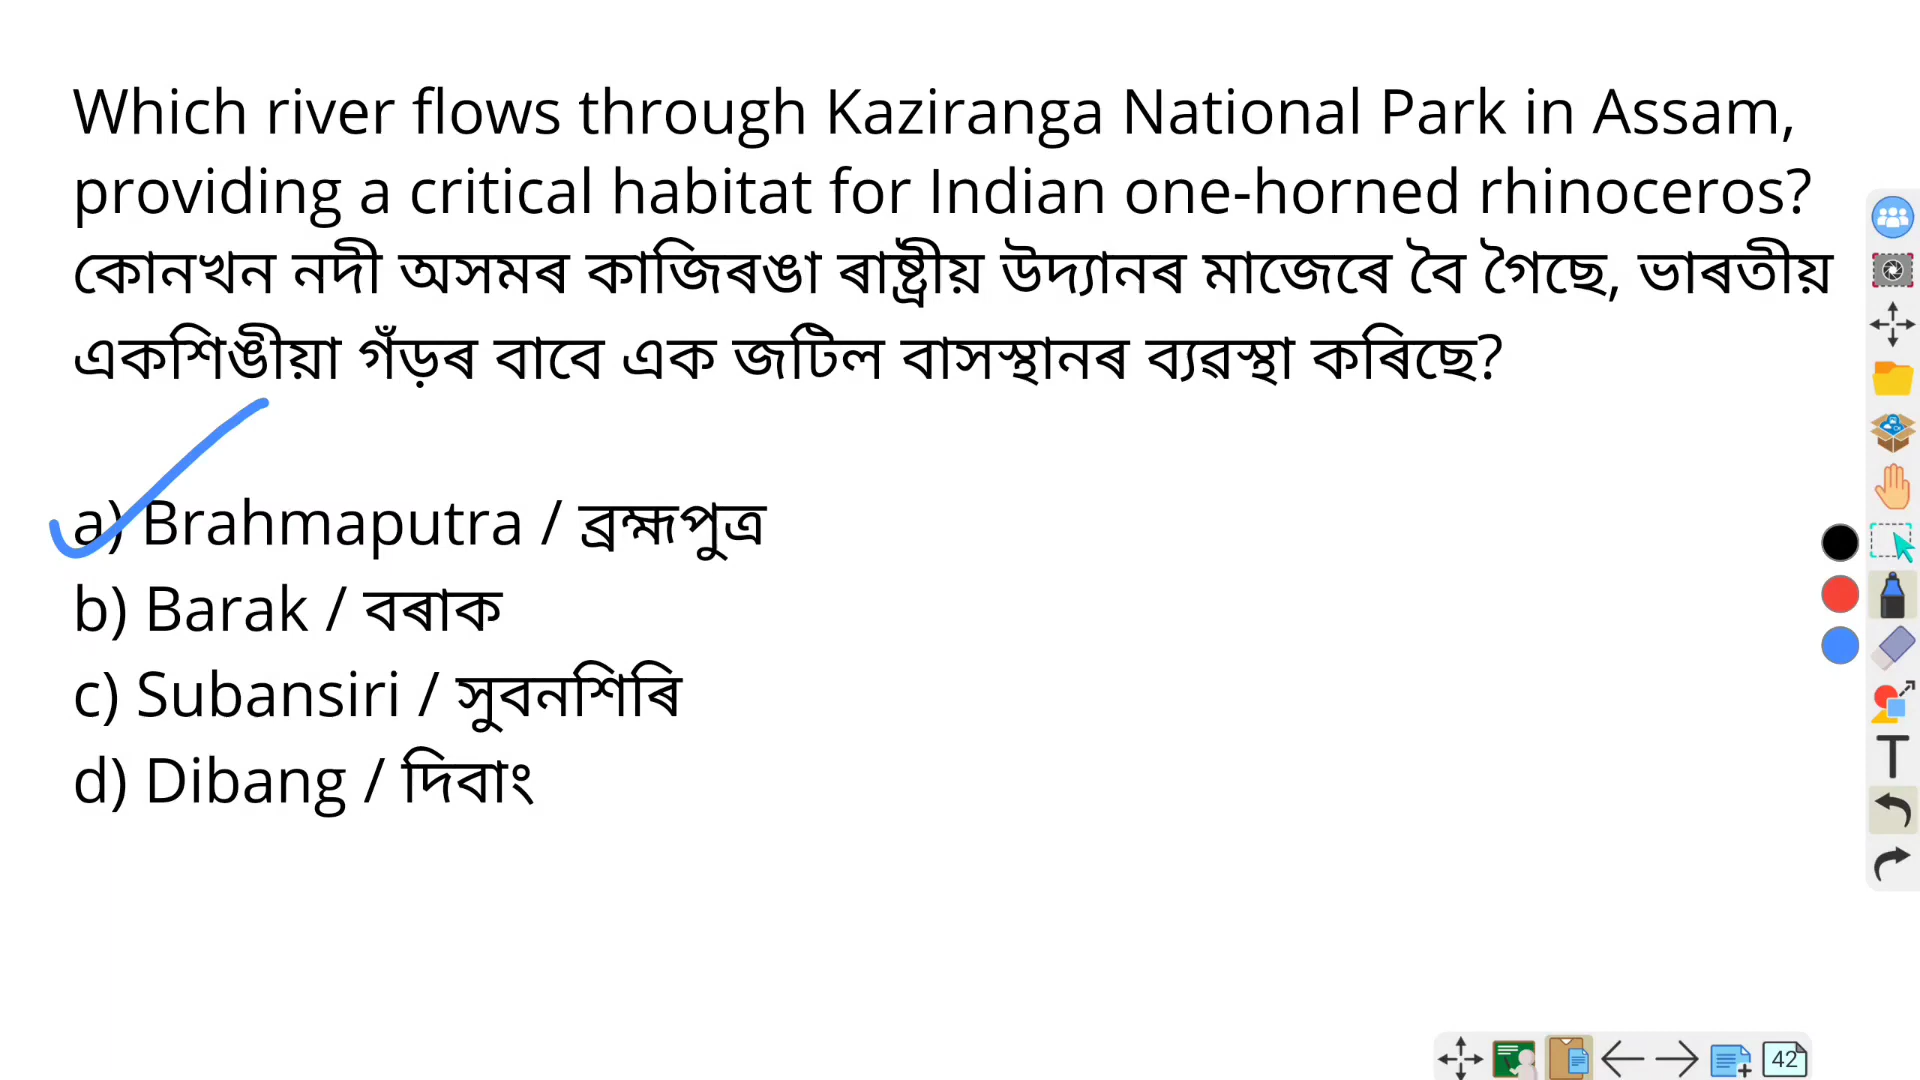 Which river flows through Kaziranga National Park in Assam,
providing a critical habitat for Indian one-horned rhinoceros?
কোনখন নদী অসমৰ কাজিৰঙা ৰাষ্ট্ৰীয় উদ্যানৰ মাজেৰে বৈ গৈছে, ভাৰতীয়
একশিঙীয়া গঁড়ৰ বাবে এক জটিল বাসস্থানৰ ব্যৱস্থা কৰিছে?
a) Brahmaputra / ব্ৰহ্মপুত্ৰ
b) Barak / বৰাক
c) Subansiri / সুবনশিৰি
d) Dibang / দিবাং
T
42